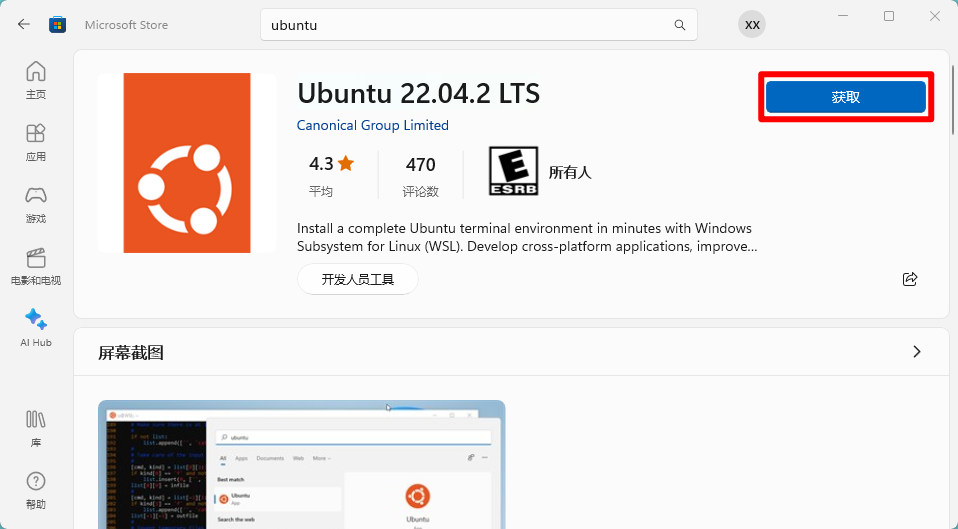 Microsoft Store
ubuntu
XX
主页
应用
游戏
电影和电视
AI Hub
库
帮助
Ubuntu 22.04.2 LTS
获取
Canonical Group Limited
4.3
470
平均
评论数
E
ESRB
所有人
Install a complete Ubuntu terminal environment in minutes with Windows
Subsystem for Linux (WSL). Develop cross-platform applications, improve...
开发人员工具
屏幕截图
ubuntu
All Apps Documents Web More
Best match
Ubuntu
App
Search the web
Ubuntu
App
if not list: